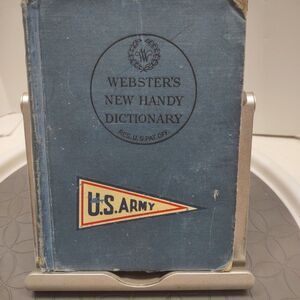 W
WEBSTER'S
NEW HANDY
DICTIONARY
REG. U.S. PAT. OFF.
U.S. ARMY